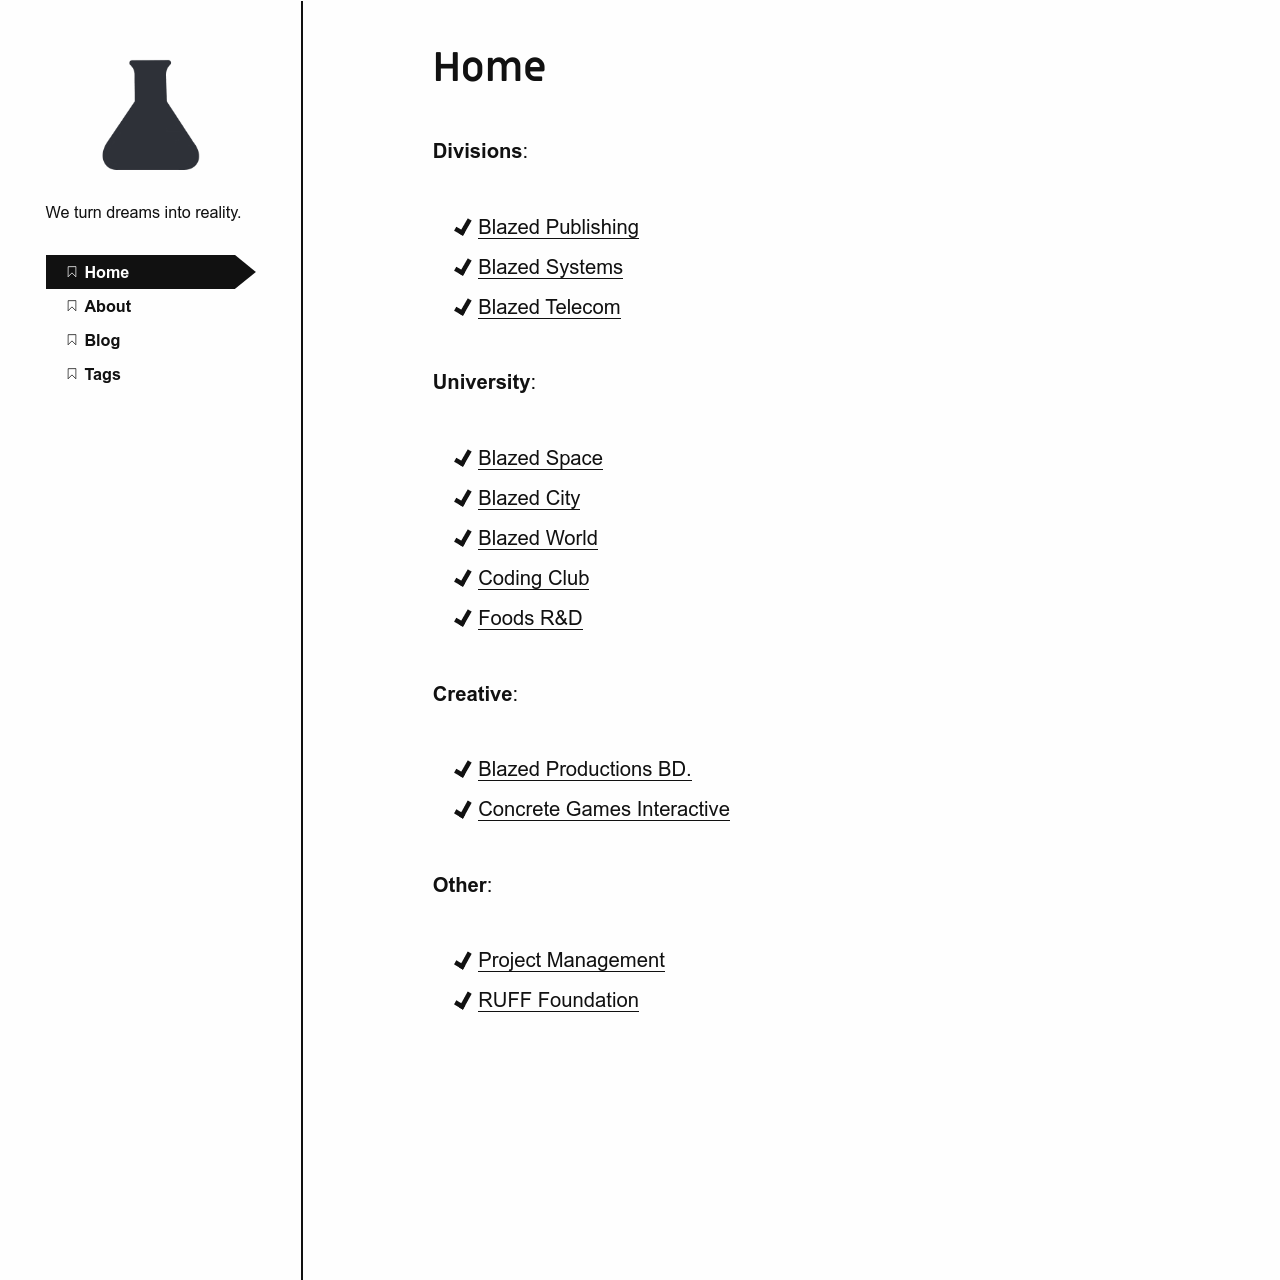 We turn dreams into reality.
Home
About
Blog
Tags
Home
Divisions:
Blazed Publishing
Blazed Systems
Blazed Telecom
University:
Blazed Space
Blazed City
Blazed World
Coding Club
Foods R&D
Creative:
Blazed Productions BD.
Concrete Games Interactive
Other:
Project Management
RUFF Foundation